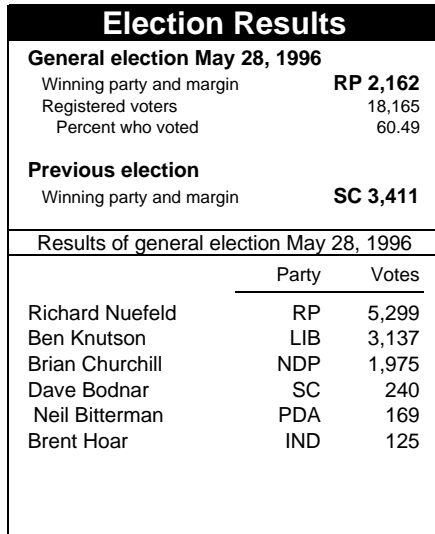 Election Results
General election May 28, 1996
Winning party and margin RP 2,162
Registered voters 18,165
Percent who voted 60.49
Previous election
Winning party and margin SC 3,411
Results of general election May 28, 1996
Party Votes
Richard Nuefeld RP 5,299
Ben Knutson LIB 3,137
Brian Churchill NDP 1,975
Dave Bodnar SC 240
Neil Bitterman PDA 169
Brent Hoar IND 125